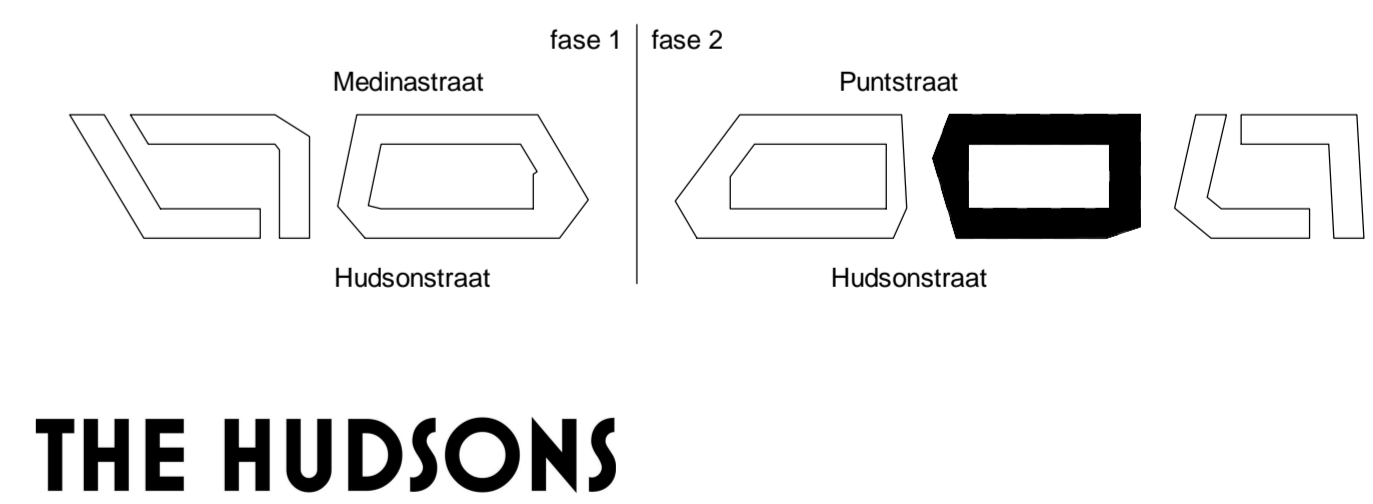 fase 1
fase 2
Medinastraat
Puntstraat
Hudsonstraat
Hudsonstraat
THE HUDSONS